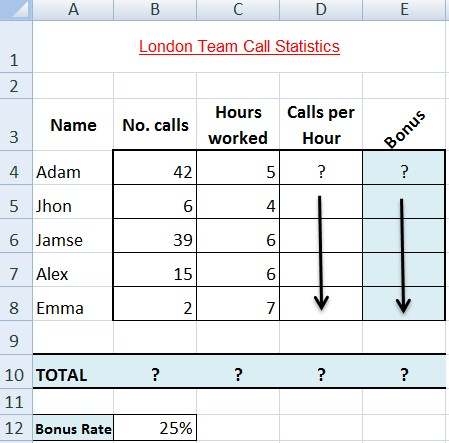 A B C D E
1 London Team Call Statistics
2
3 Name No. calls Hours worked Calls per Hour Bonus
4 Adam 42 5 ? ?
5 Jhon 6 4
6 Jamse 39 6
7 Alex 15 6
8 Emma 2 7
9
10 TOTAL ? ? ? ?
11
12 Bonus Rate 25%